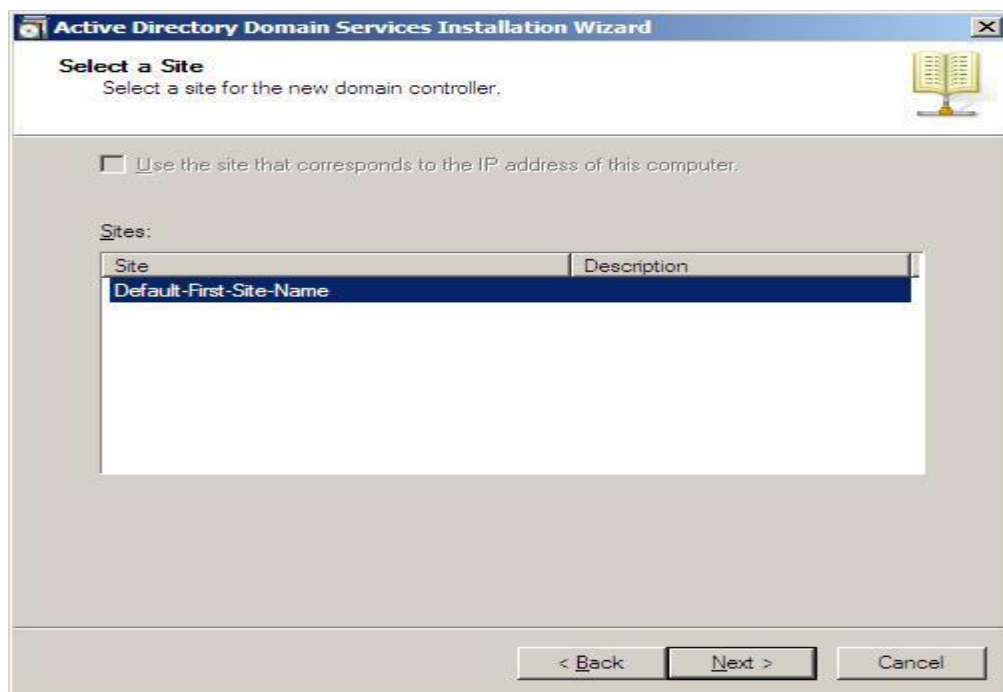 Active Directory Domain Services Installation Wizard
Select a Site
Select a site for the new domain controller.
Use the site that corresponds to the IP address of this computer.
Sites:
Site Description
Default-First-Site-Name
< Back Next > Cancel